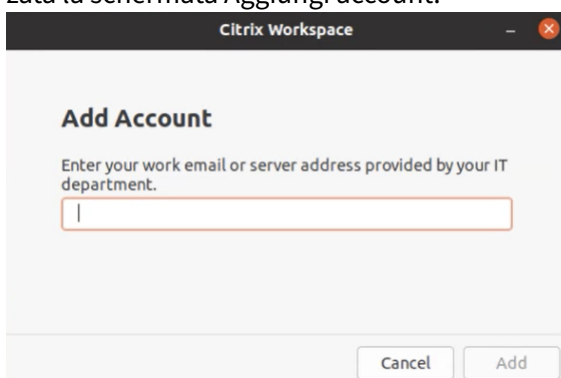 Citrix Workspace
Add Account
Enter your work email or server address provided by your IT
department.
Cancel
Add